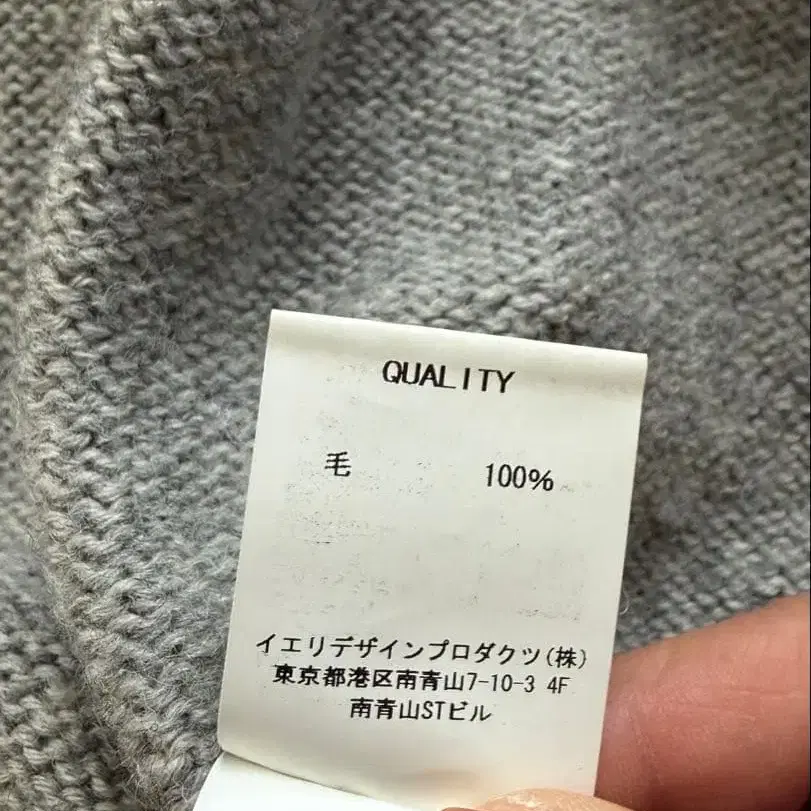 QUALITY
毛 100%
イエリデザインプロダクツ(株)
東京都港区南青山7-10-3 4F
南青山STビル